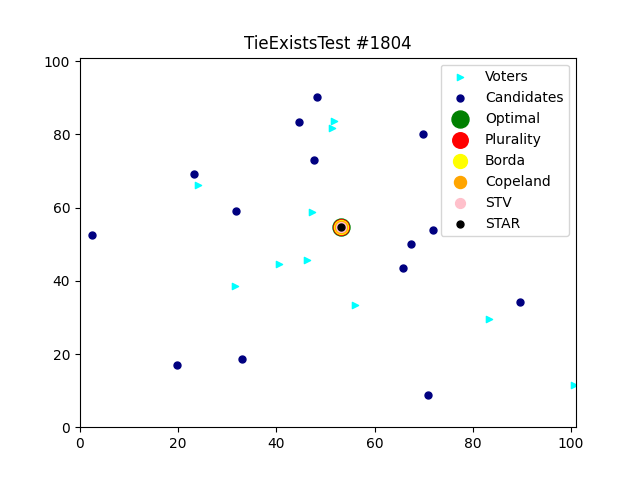 TieExistsTest #1804
100
80
60
40
20
0
0 20 40 60 80 100
Voters
Candidates
Optimal
Plurality
Borda
Copeland
STV
STAR